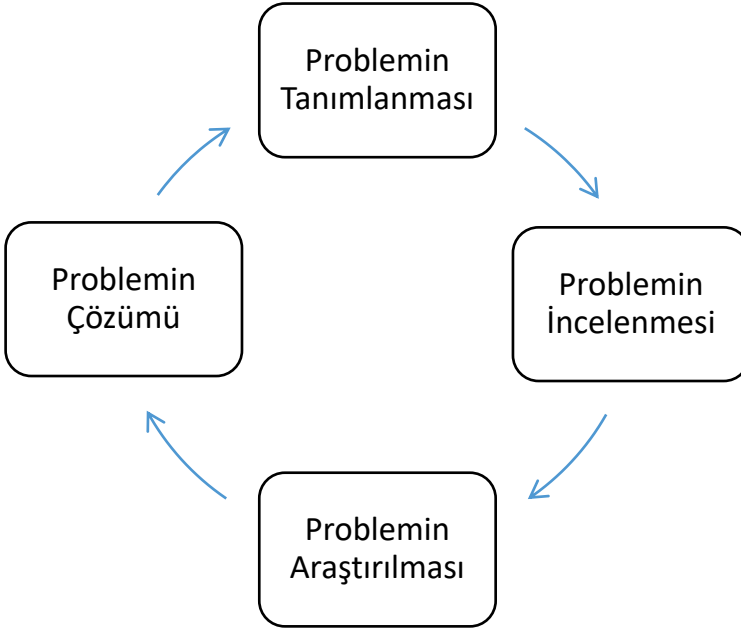 Problemin
Tanımlanması
Problemin
İncelenmesi
Problemin
Araştırılması
Problemin
Çözümü